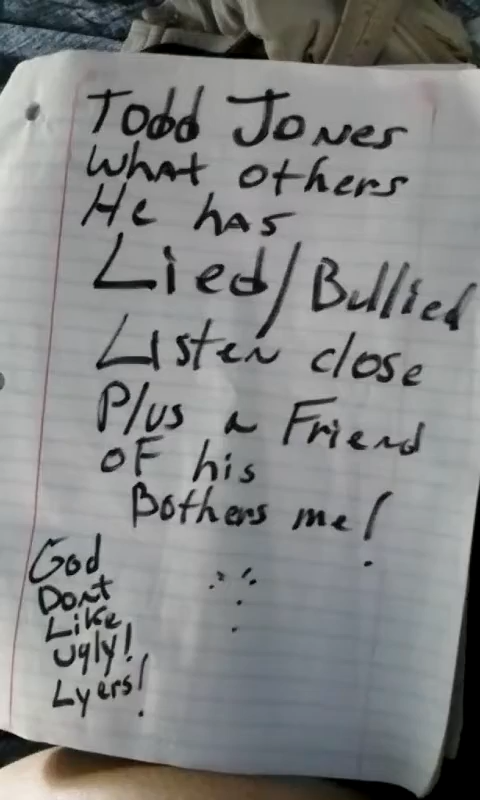 Todd Jones
What others
He has
Lied/Bullied
Listen close
Plus a Friend
OF his
Bothers me!
God
Dont
Like
Ugly!
Lyers!